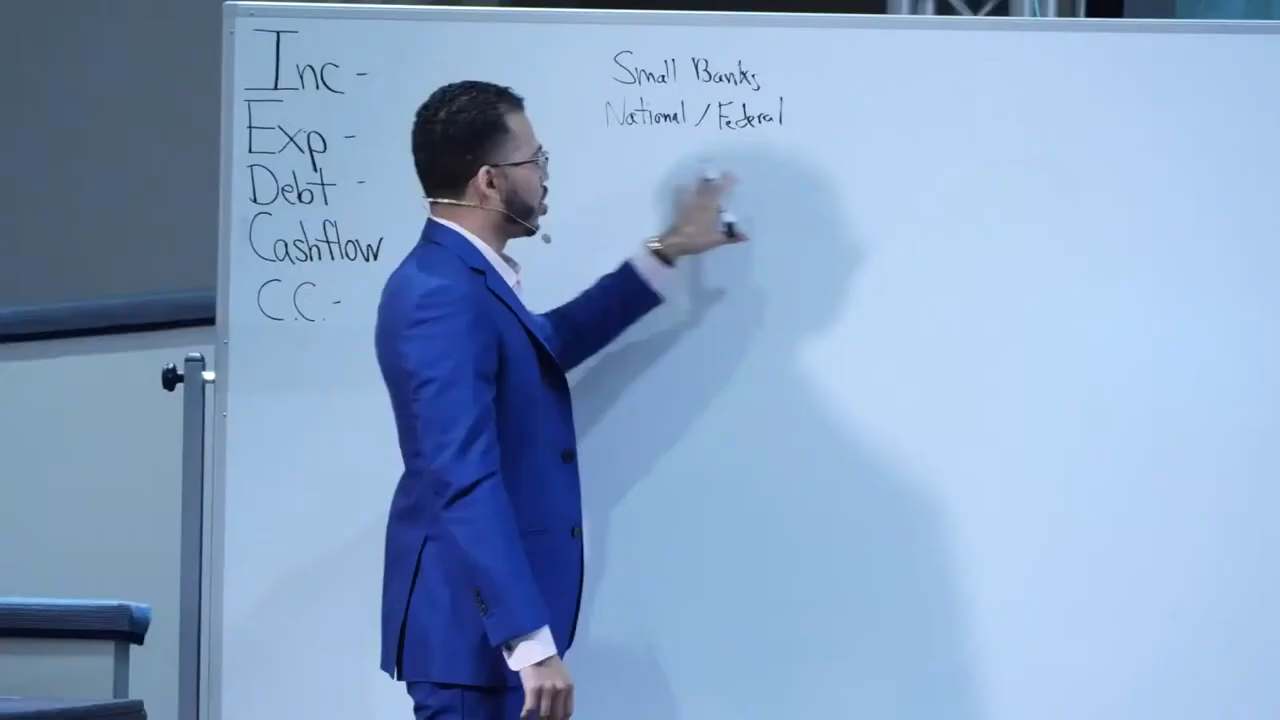 Inc -
Exp -
Debt -
Cashflow
C.C. -
Small Banks
National / Federal